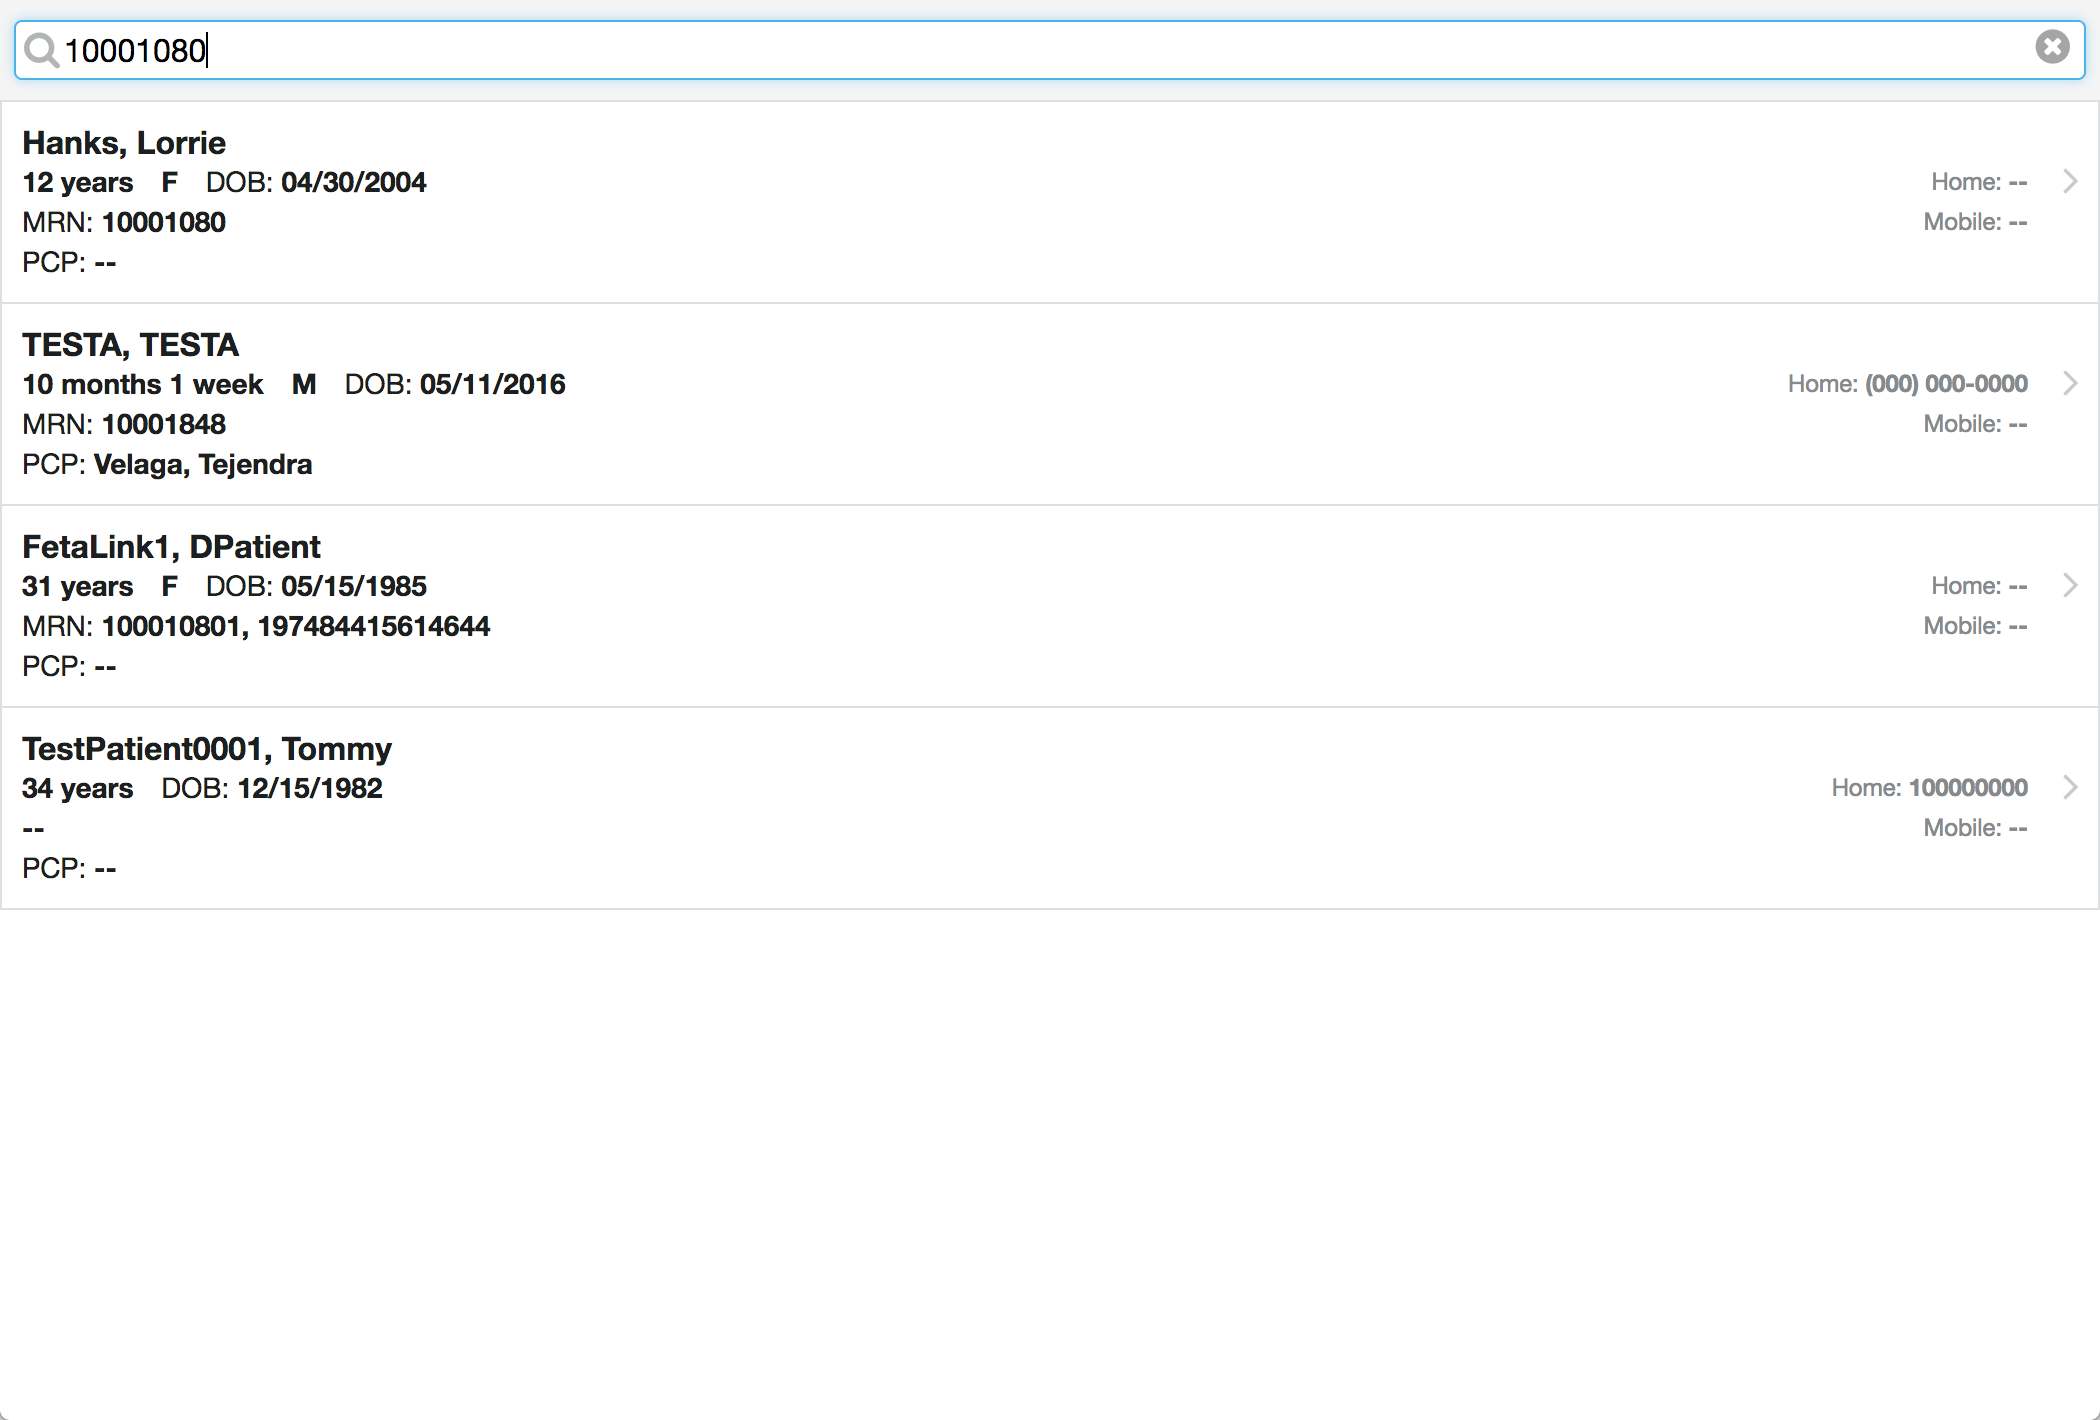 10001080
Hanks, Lorrie
12 years F DOB: 04/30/2004 Home: --
MRN: 10001080 Mobile: --
PCP: --
TESTA, TESTA
10 months 1 week M DOB: 05/11/2016 Home: (000) 000-0000
MRN: 10001848 Mobile: --
PCP: Velaga, Tejendra
FetaLink1, DPatient
31 years F DOB: 05/15/1985 Home: --
MRN: 100010801, 197484415614644 Mobile: --
PCP: --
TestPatient0001, Tommy
34 years DOB: 12/15/1982 Home: 100000000
-- Mobile: --
PCP: --